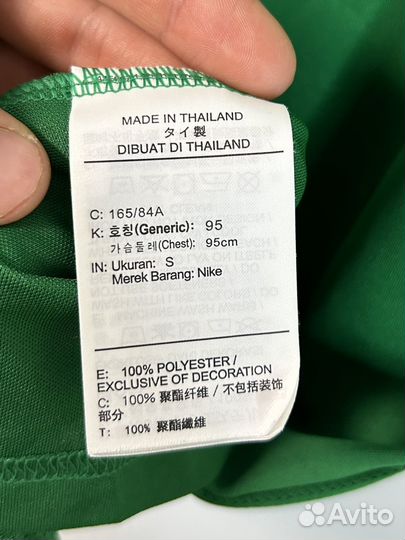 MADE IN THAILAND
タイ製
DIBUAT DI THAILAND
C: 165/84A
K: 호칭(Generic): 95
가슴둘레(Chest): 95cm
IN: Ukuran: S
Merek Barang: Nike
E: 100% POLYESTER /
EXCLUSIVE OF DECORATION
C: 100% 聚酯纤维 / 不包括装饰
部分
T: 100% 聚酯纖維
Avito